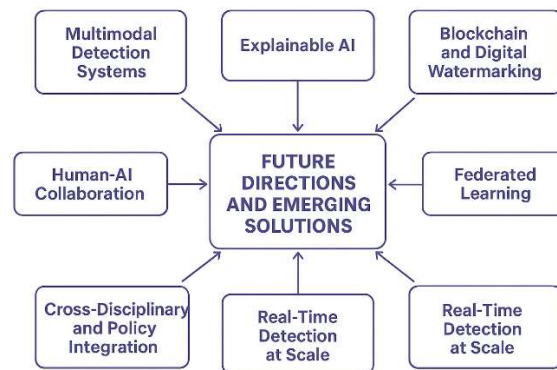 Multimodal
Detection
Systems
Explainable AI
Blockchain
and Digital
Watermarking
Human-AI
Collaboration
FUTURE
DIRECTIONS
AND EMERGING
SOLUTIONS
Federated
Learning
Cross-Disciplinary
and Policy
Integration
Real-Time
Detection
at Scale
Real-Time
Detection
at Scale